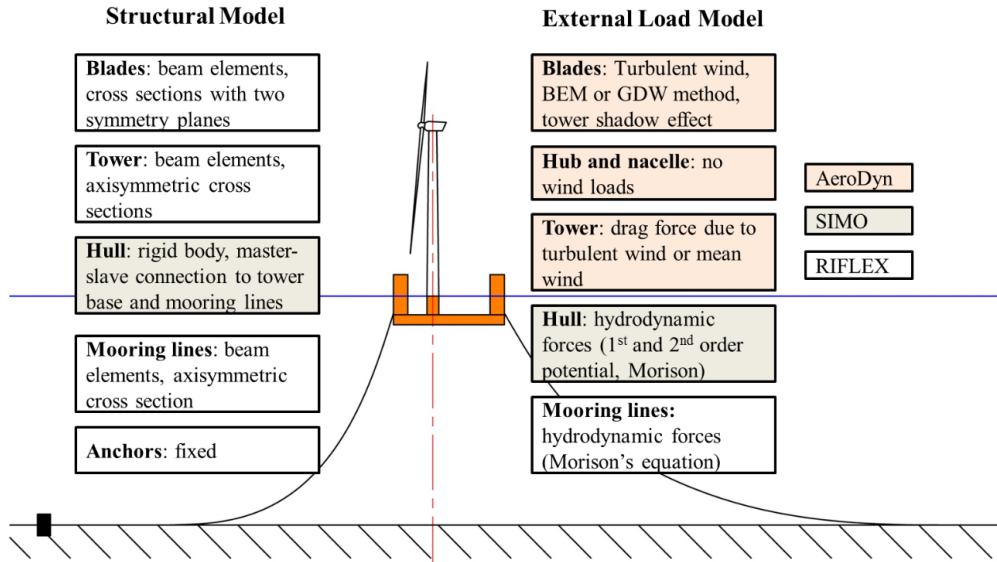 Structural Model
Blades: beam elements,
cross sections with two
symmetry planes
Tower: beam elements,
axisymmetric cross
sections
Hull: rigid body, master-
slave connection to tower
base and mooring lines
Mooring lines: beam
elements, axisymmetric
cross section
Anchors: fixed
External Load Model
Blades: Turbulent wind,
BEM or GDW method,
tower shadow effect
Hub and nacelle: no
wind loads
Tower: drag force due to
turbulent wind or mean
wind
Hull: hydrodynamic
forces (1st and 2nd order
potential, Morison)
Mooring lines:
hydrodynamic forces
(Morison's equation)
AeroDyn
SIMO
RIFLEX